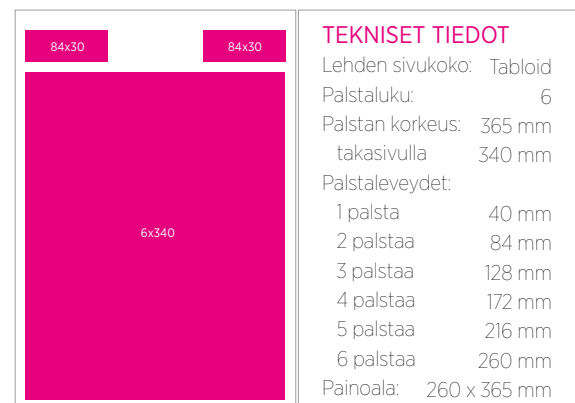 84x30 84x30
6x340
TEKNISET TIEDOT
Lehden sivukoko: Tabloid
Palstaluku: 6
Palstan korkeus: 365 mm
takasivulla 340 mm
Palstaleveydet:
1 palsta 40 mm
2 palstaa 84 mm
3 palstaa 128 mm
4 palstaa 172 mm
5 palstaa 216 mm
6 palstaa 260 mm
Painoala: 260 x 365 mm